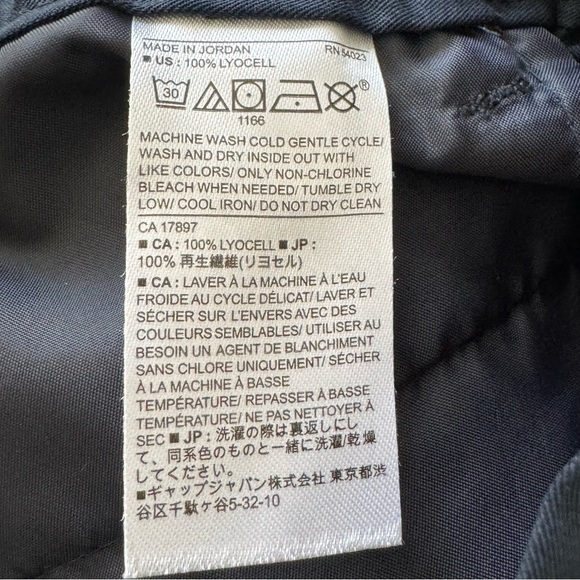 MADE IN JORDAN RN 54023
■ US : 100% LYOCELL
30 ®
1166
MACHINE WASH COLD GENTLE CYCLE/
WASH AND DRY INSIDE OUT WITH
LIKE COLORS/ ONLY NON-CHLORINE
BLEACH WHEN NEEDED/ TUMBLE DRY
LOW/ COOL IRON/ DO NOT DRY CLEAN
CA 17897
■ CA : 100% LYOCELL ■ JP :
100% 再生繊維(リヨセル)
■ CA : LAVER À LA MACHINE À L'EAU
FROIDE AU CYCLE DÉLICAT/ LAVER ET
SÉCHER SUR L'ENVERS AVEC DES
COULEURS SEMBLABLES/ UTILISER AU
BESOIN UN AGENT DE BLANCHIMENT
SANS CHLORE UNIQUEMENT/ SÉCHER
À LA MACHINE À BASSE
TEMPÉRATURE/ REPASSER À BASSE
TEMPÉRATURE/ NE PAS NETTOYER À
SEC ■ JP : 洗濯の際は裏返しにし
て、同系色のものと一緒に洗濯/乾燥
してください。
■ギャップジャパン株式会社 東京都渋
谷区千駄ヶ谷5-32-10